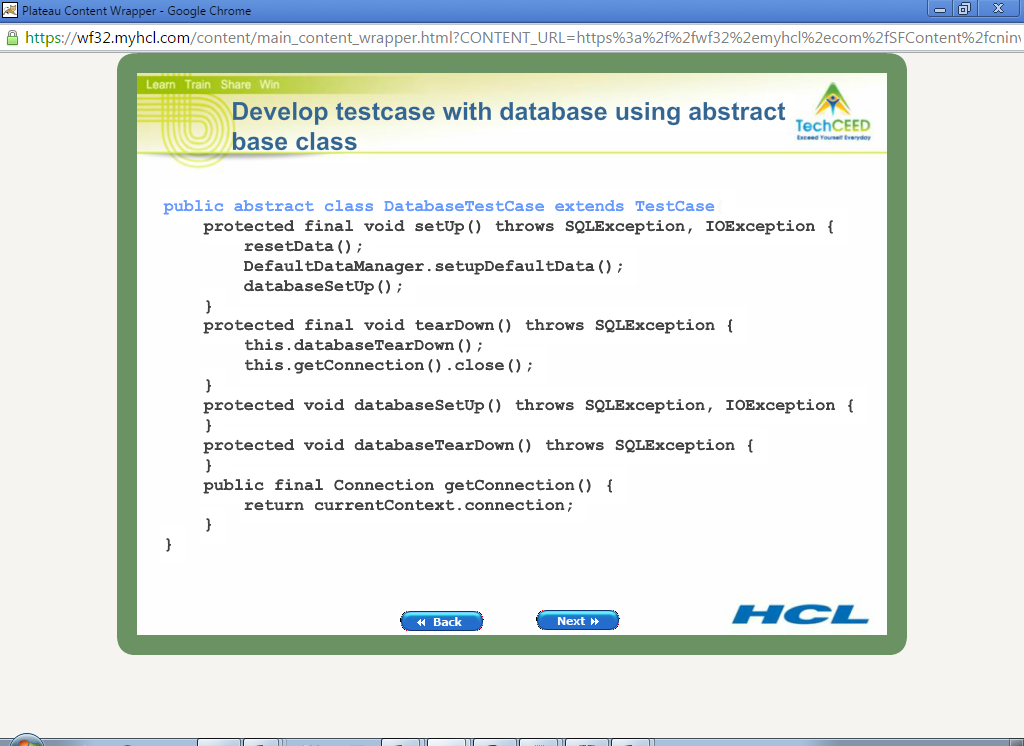 Plateau Content Wrapper - Google Chrome
https://wf32.myhcl.com/content/main_content_wrapper.html?CONTENT_URL=https%3a%2f%2fwf32%2emyhcl%2ecom%2fSFContent%2fcninv
Learn Train Share Win
Develop testcase with database using abstract
base class
TechCEED
Exceed Yourself Everyday
public abstract class DatabaseTestCase extends TestCase
protected final void setUp() throws SQLException, IOException {
resetData();
DefaultDataManager.setupDefaultData();
databaseSetUp();
}
protected final void tearDown() throws SQLException {
this.databaseTearDown();
this.getConnection().close();
}
protected void databaseSetUp() throws SQLException, IOException {
}
protected void databaseTearDown() throws SQLException {
}
public final Connection getConnection() {
return currentContext.connection;
}
}
Back
Next
HCL